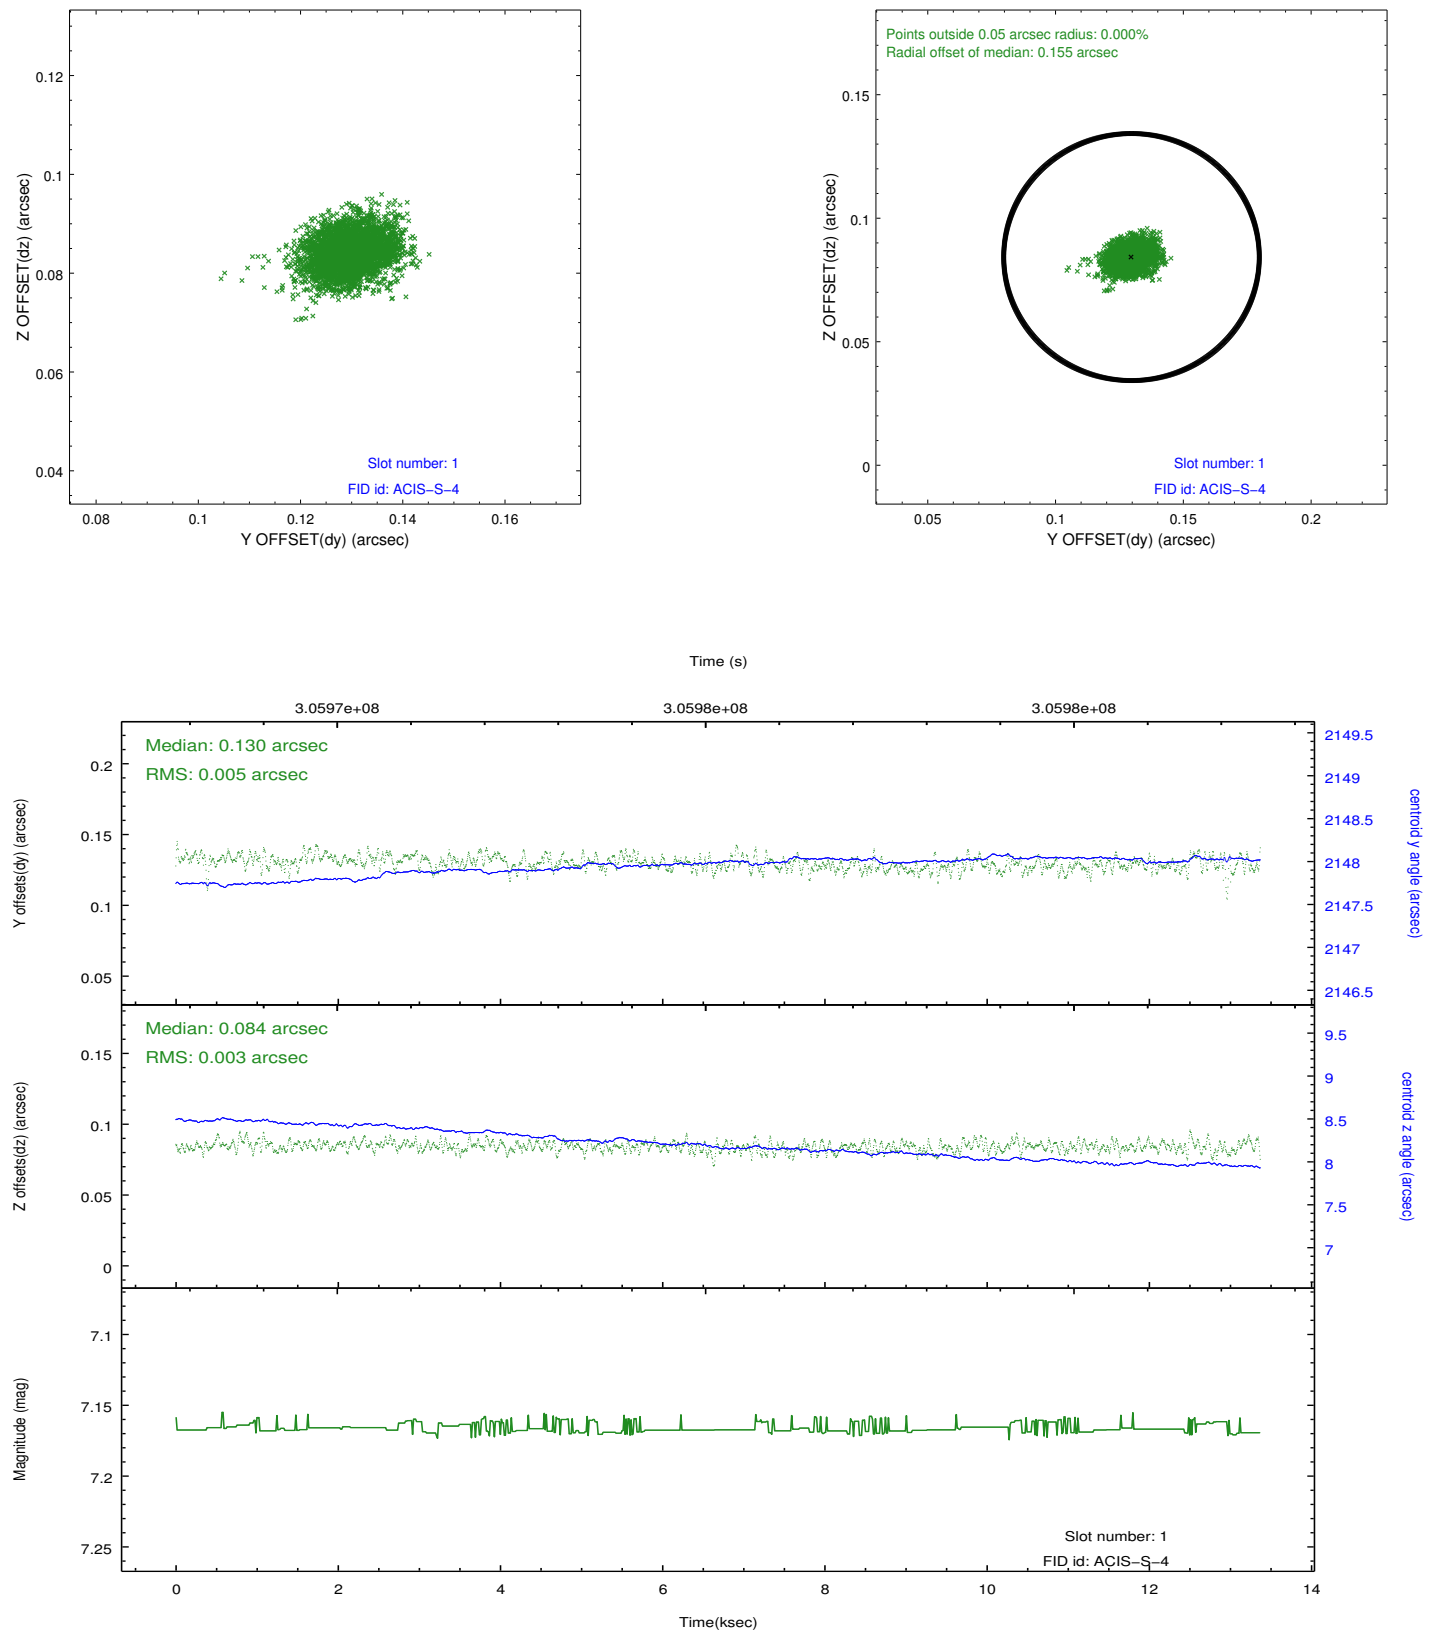 0.12
0.1
0.08
0.06
0.04
Z OFFSET(dz) (arcsec)
Slot number: 1
FID id: ACIS−S−4
0.08 0.1 0.12 0.14 0.16
Y OFFSET(dy) (arcsec)
Points outside 0.05 arcsec radius: 0.000%
Radial offset of median: 0.155 arcsec
0.15
0.1
0.05
0
Z OFFSET(dz) (arcsec)
Slot number: 1
FID id: ACIS−S−4
0.05 0.1 0.15 0.2
Y OFFSET(dy) (arcsec)
Time (s)
3.0597e+08 3.0598e+08 3.0598e+08
Median: 0.130 arcsec
RMS: 0.005 arcsec
0.2
0.15
0.1
0.05
Y offsets(dy) (arcsec)
2149.5
2149
2148.5
2148
2147.5
2147
2146.5
centroid y angle (arcsec)
Median: 0.084 arcsec
RMS: 0.003 arcsec
0.15
0.1
0.05
0
Z offsets(dz) (arcsec)
9.5
9
8.5
8
7.5
7
centroid z angle (arcsec)
7.1
7.15
7.2
7.25
Magnitude (mag)
Slot number: 1
FID id: ACIS−S−4
0 2 4 6 8 10 12 14
Time(ksec)